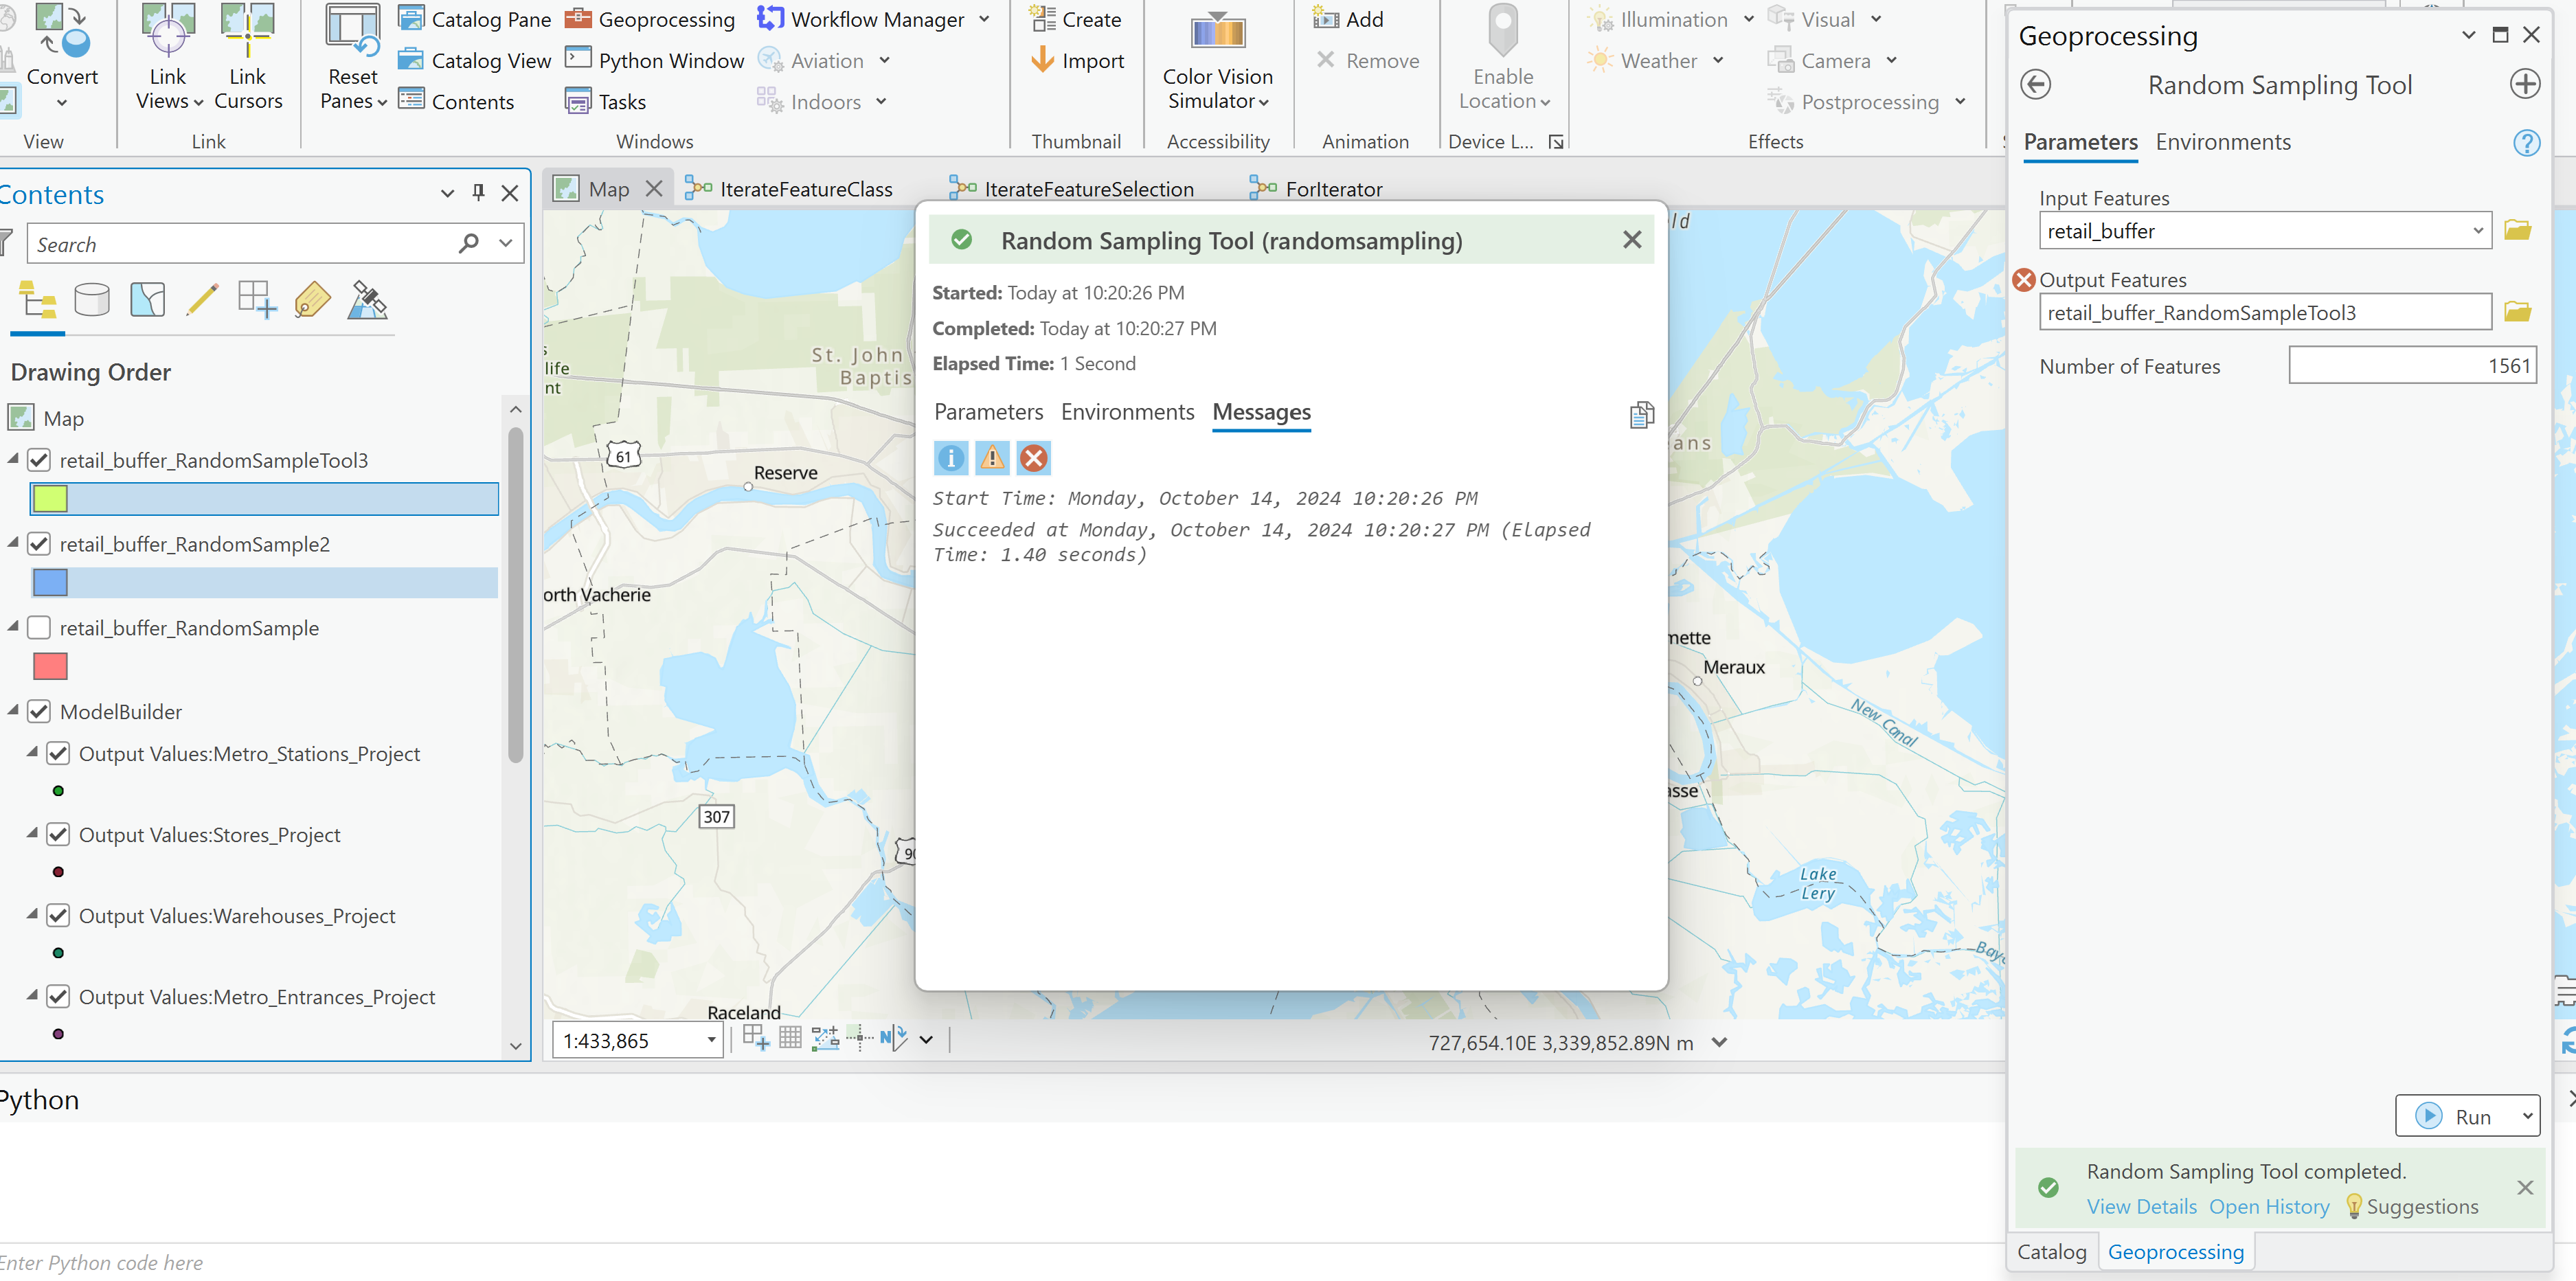 Convert
View
Link Views
Link Cursors
Link
Reset Panes
Catalog Pane
Catalog View
Contents
Geoprocessing
Python Window
Tasks
Workflow Manager
Aviation
Indoors
Windows
Create
Import
Thumbnail
Color Vision Simulator
Accessibility
Add
Remove
Animation
Enable Location
Device L...
Illumination
Weather
Visual
Camera
Postprocessing
Effects
Contents
Search
Drawing Order
Map
retail_buffer_RandomSampleTool3
retail_buffer_RandomSample2
retail_buffer_RandomSample
ModelBuilder
Output Values:Metro_Stations_Project
Output Values:Stores_Project
Output Values:Warehouses_Project
Output Values:Metro_Entrances_Project
Map
IterateFeatureClass
IterateFeatureSelection
ForIterator
life
nt
St. John
Baptis
61
Reserve
orth Vacherie
307
90
Raceland
ld
ans
mette
Meraux
New Canal
asse
Lake
Lery
Bayo
Random Sampling Tool (randomsampling)
Started: Today at 10:20:26 PM
Completed: Today at 10:20:27 PM
Elapsed Time: 1 Second
Parameters Environments Messages
Start Time: Monday, October 14, 2024 10:20:26 PM
Succeeded at Monday, October 14, 2024 10:20:27 PM (Elapsed
Time: 1.40 seconds)
1:433,865
N
727,654.10E 3,339,852.89N m
Python
Enter Python code here
Geoprocessing
Random Sampling Tool
Parameters Environments
Input Features
retail_buffer
Output Features
retail_buffer_RandomSampleTool3
Number of Features 1561
Run
Random Sampling Tool completed.
View Details Open History Suggestions
Catalog Geoprocessing